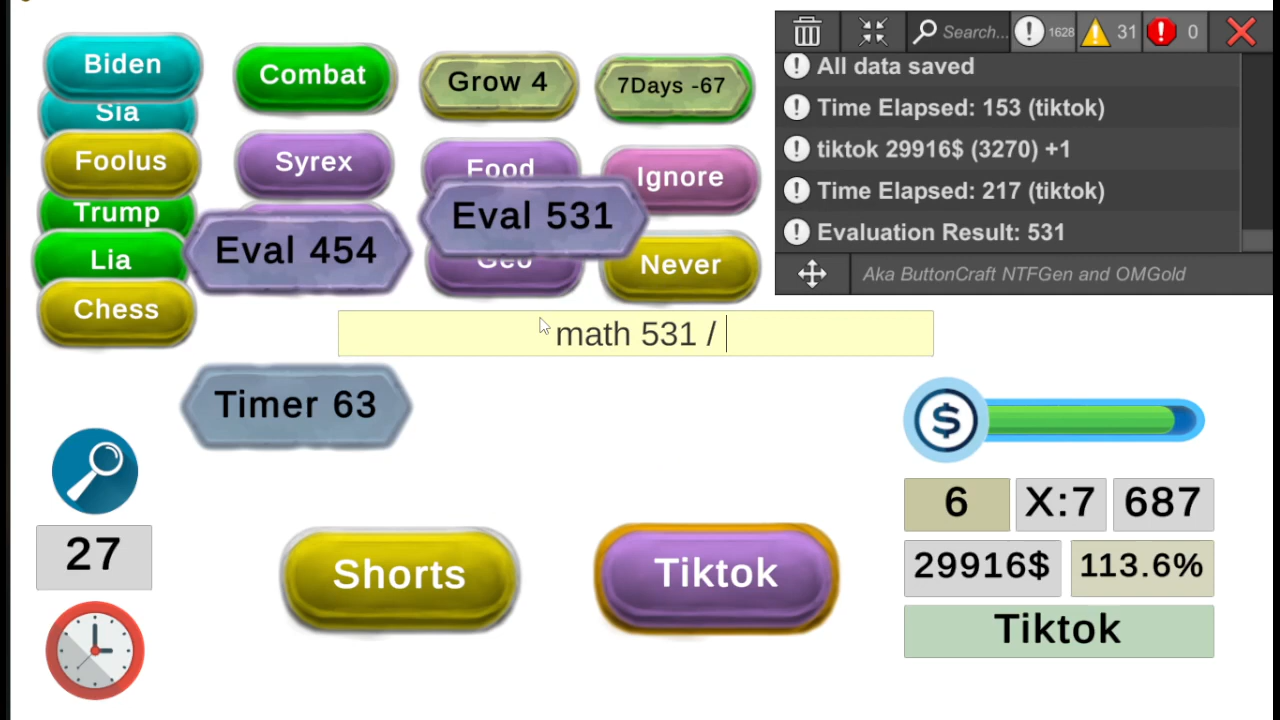 Biden
Sia
Foolus
Trump
Lia
Chess
Combat
Syrex
Eval 454
Grow 4
Food
Eval 531
Geo
7Days -67
Ignore
Never
Search...
1628
31
0
All data saved
Time Elapsed: 153 (tiktok)
tiktok 29916$ (3270) +1
Time Elapsed: 217 (tiktok)
Evaluation Result: 531
Aka ButtonCraft NTFGen and OMGold
math 531 /
Timer 63
27
Shorts
Tiktok
$
6
X:7
687
29916$
113.6%
Tiktok